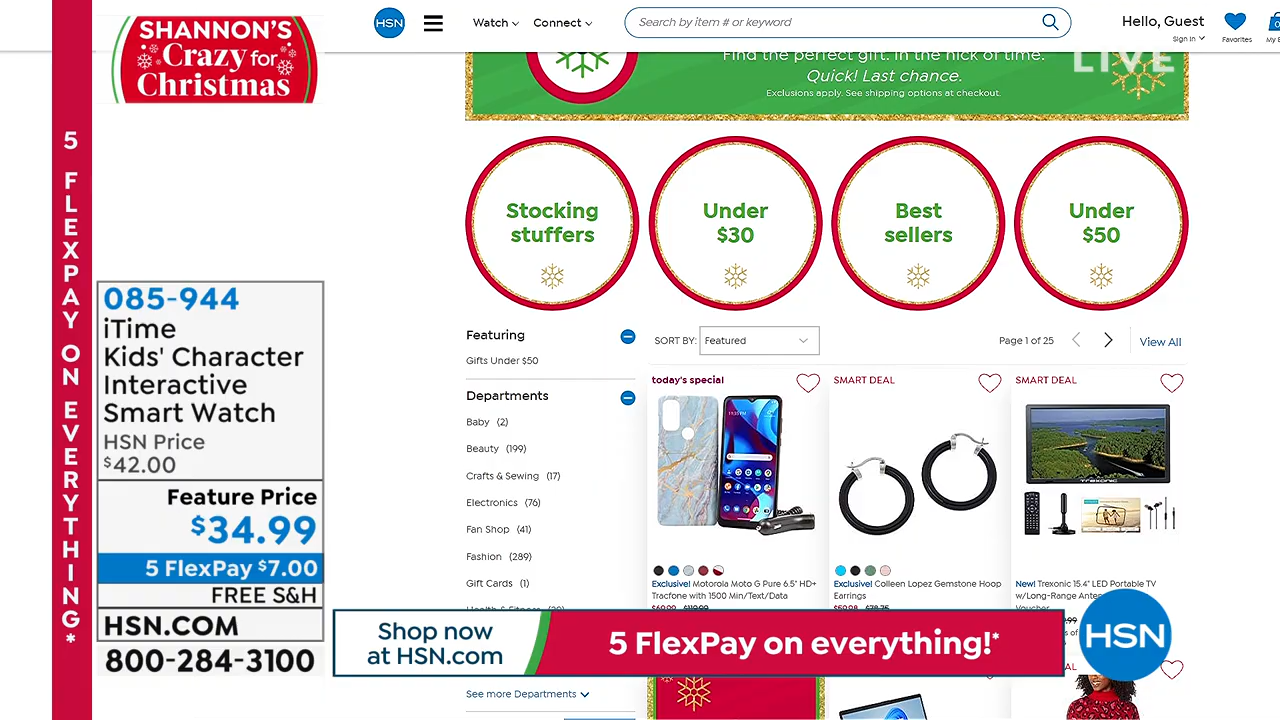 SHANNON'S
Crazy for
Christmas
HSN
Watch
Connect
Search by item # or keyword
Hello, Guest
Sign In
Favorites
0
My
LIVE
Find the perfect gift. In the nick of time.
Quick! Last chance.
Exclusions apply. See shipping options at checkout.
5 FLEXPAY ON EVERYTHING*
Stocking
stuffers
Under
$30
Best
sellers
Under
$50
085-944
iTime
Kids' Character
Interactive
Smart Watch
HSN Price
$42.00
Feature Price
$34.99
5 FlexPay $7.00
FREE S&H
HSN.COM
800-284-3100
Featuring
Gifts Under $50
Departments
Baby (2)
Beauty (199)
Crafts & Sewing (17)
Electronics (76)
Fan Shop (41)
Fashion (289)
Gift Cards (1)
See more Departments
SORT BY: Featured
Page 1 of 25
View All
today's special
SMART DEAL
SMART DEAL
TREXONIC
Exclusive! Motorola Moto G Pure 6.5" HD+
Tracfone with 1500 Min/Text/Data
Exclusive! Colleen Lopez Gemstone Hoop
Earrings
New! Trexonic 15.4" LED Portable TV
w/Long-Range
Voucher
Shop now
at HSN.com
5 FlexPay on everything!*
HSN